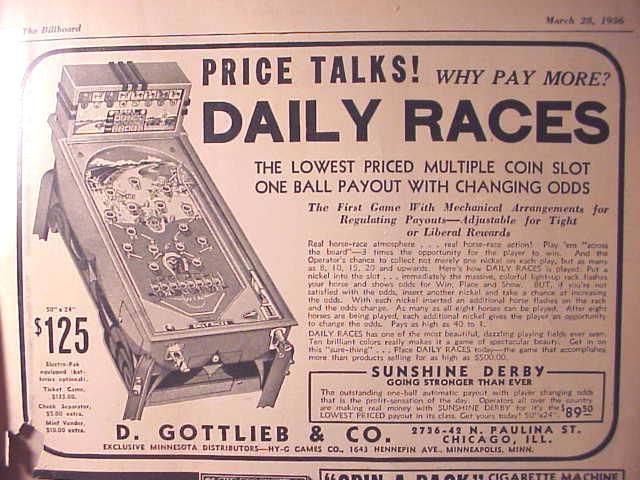 The Billboard
March 28, 1936
PRICE TALKS! WHY PAY MORE?
DAILY RACES
THE LOWEST PRICED MULTIPLE COIN SLOT
ONE BALL PAYOUT WITH CHANGING ODDS
The First Game With Mechanical Arrangements for
Regulating Payouts—Adjustable for Tight
or Liberal Rewards
Real horse-race atmosphere . . . real horse-race action! Play 'em "across
the board"—3 times the opportunity for the player to win. And the
Operator's chance to collect not merely one nickel on each play, but as many
as 8, 10, 15, 20 and upwards. Here's how DAILY RACES is played: Put a
nickel into the slot . . . immediately the massive, colorful light-up rack flashes
your horse and shows odds for Win, Place and Show. BUT, if you're not
satisfied with the odds, insert another nickel and take a chance at increasing
the odds. With each nickel inserted an additional horse flashes on the rack
and the odds change. As many as all eight horses can be played. After eight
horses are being played, each additional nickel gives the player an opportunity
to change the odds. Pays as high as 40 to 1.
DAILY RACES has one of the most beautiful, dazzling playing fields ever seen.
Ten brilliant colors really makes it a game of spectacular beauty. Get in on
this "sure-thing" . . . Place DAILY RACES today—the game that accomplishes
more than products selling for as high as $500.00.
50"x24"
$125
Electro-Pak
equipped (bat-
teries optional).
Ticket Game,
$135.00.
Check Separator,
$5.00 extra.
Mint Vender,
$10.00 extra.
SUNSHINE DERBY
GOING STRONGER THAN EVER
The outstanding one-ball automatic payout with player changing odds
that is the profit-sensation of the day. Operators all over the country
are making real money with SUNSHINE DERBY for it's the
LOWEST PRICED payout in its class. Get yours today! 50"x24".
$89.50
D. GOTTLIEB & CO.
2736-42 N. PAULINA ST.
CHICAGO, ILL.
EXCLUSIVE MINNESOTA DISTRIBUTORS—HY-G GAMES CO., 1643 HENNEPIN AVE., MINNEAPOLIS, MINN.
CIGARETTE MACHINE